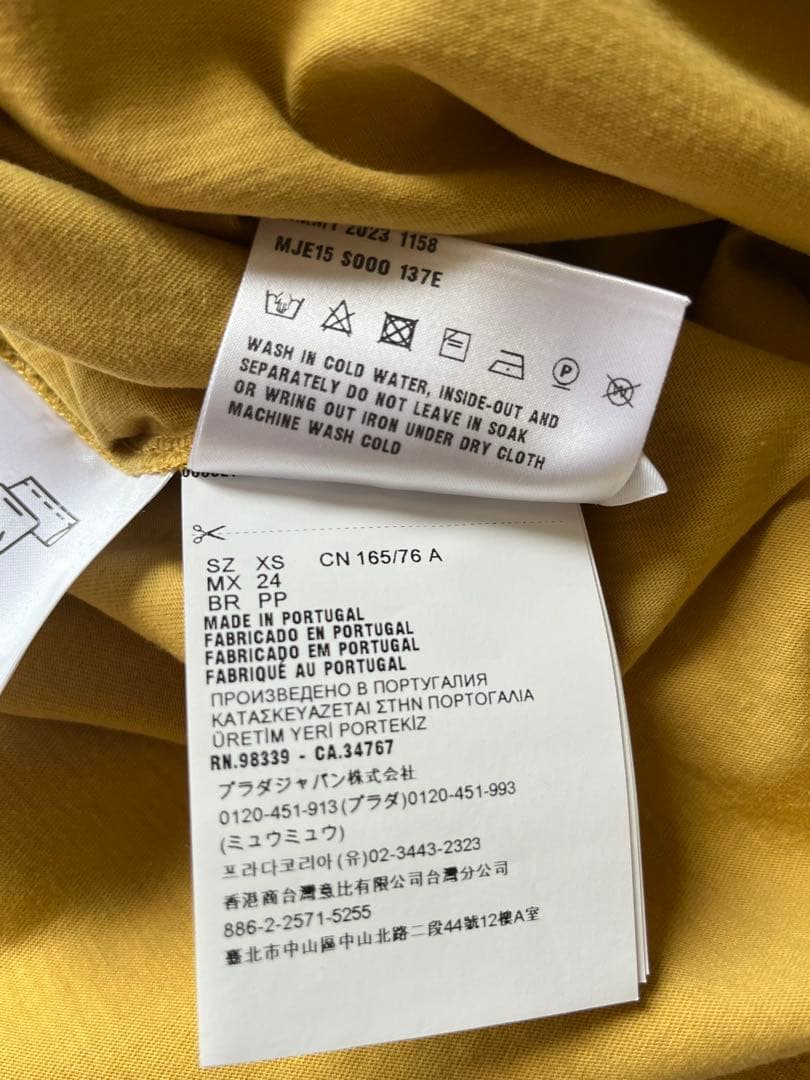 2023 1158
MJE15 S000 137E
P
WASH IN COLD WATER, INSIDE-OUT AND
SEPARATELY DO NOT LEAVE IN SOAK
OR WRING OUT IRON UNDER DRY CLOTH
MACHINE WASH COLD
SZ XS CN 165/76 A
MX 24
BR PP
MADE IN PORTUGAL
FABRICADO EN PORTUGAL
FABRICADO EM PORTUGAL
FABRIQUÉ AU PORTUGAL
ПРОИЗВЕДЕНО В ПОРТУГАЛИЯ
ΚΑΤΑΣΚΕΥΑΖΕΤΑΙ ΣΤΗΝ ΠΟΡΤΟΓΑΛΙΑ
ÜRETİM YERİ PORTEKİZ
RN.98339 - CA.34767
プラダジャパン株式会社
0120-451-913(プラダ)0120-451-993
(ミュウミュウ)
프라다코리아(유)02-3443-2323
香港商台灣意比有限公司台灣分公司
886-2-2571-5255
臺北市中山區中山北路二段44號12樓A室